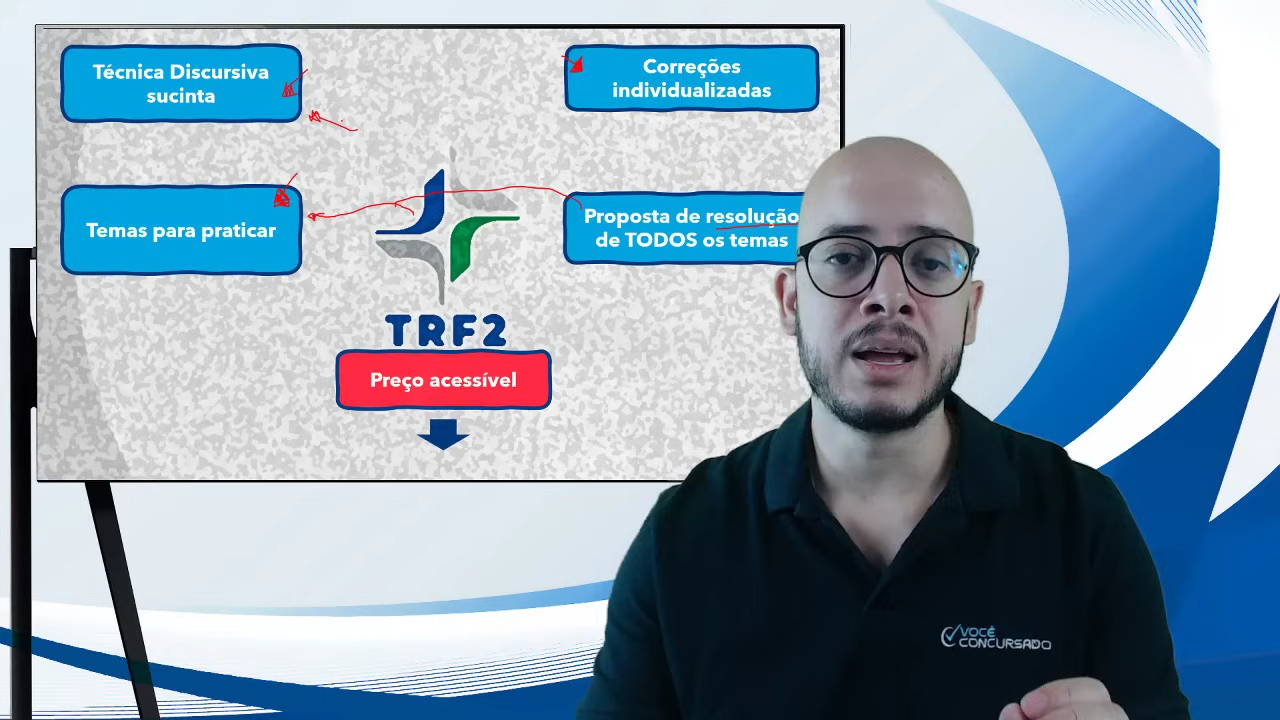 Técnica Discursiva
sucinta
Correções
individualizadas
Temas para praticar
Proposta de resolução
de TODOS os temas
TRF2
Preço acessível
VOCÊ
CONCURSADO